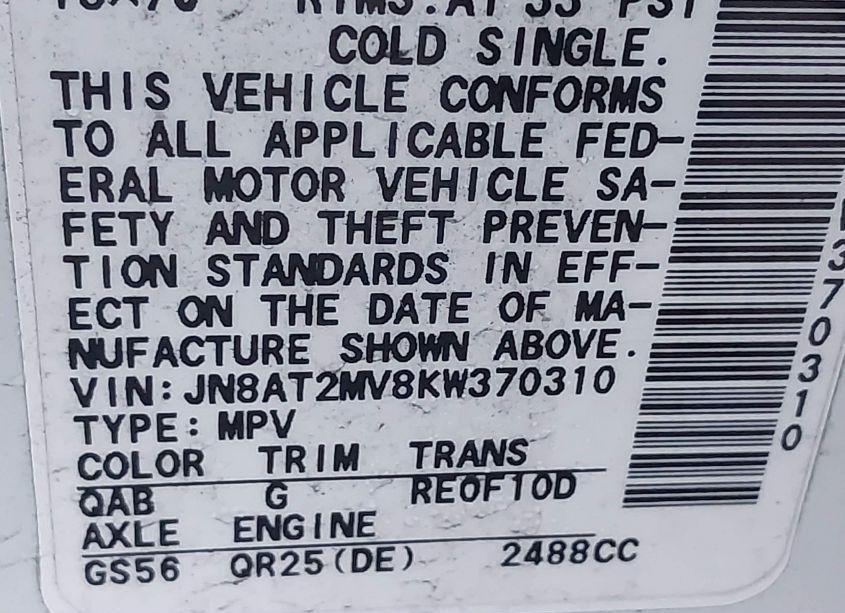 COLD SINGLE.
THIS VEHICLE CONFORMS
TO ALL APPLICABLE FED-
ERAL MOTOR VEHICLE SA-
FETY AND THEFT PREVEN-
TION STANDARDS IN EFF-
ECT ON THE DATE OF MA-
NUFACTURE SHOWN ABOVE.
VIN:JN8AT2MV8KW370310
TYPE:MPV
COLOR TRIM TRANS
QAB G RE0F10D
AXLE ENGINE
GS56 QR25(DE) 2488CC
370310